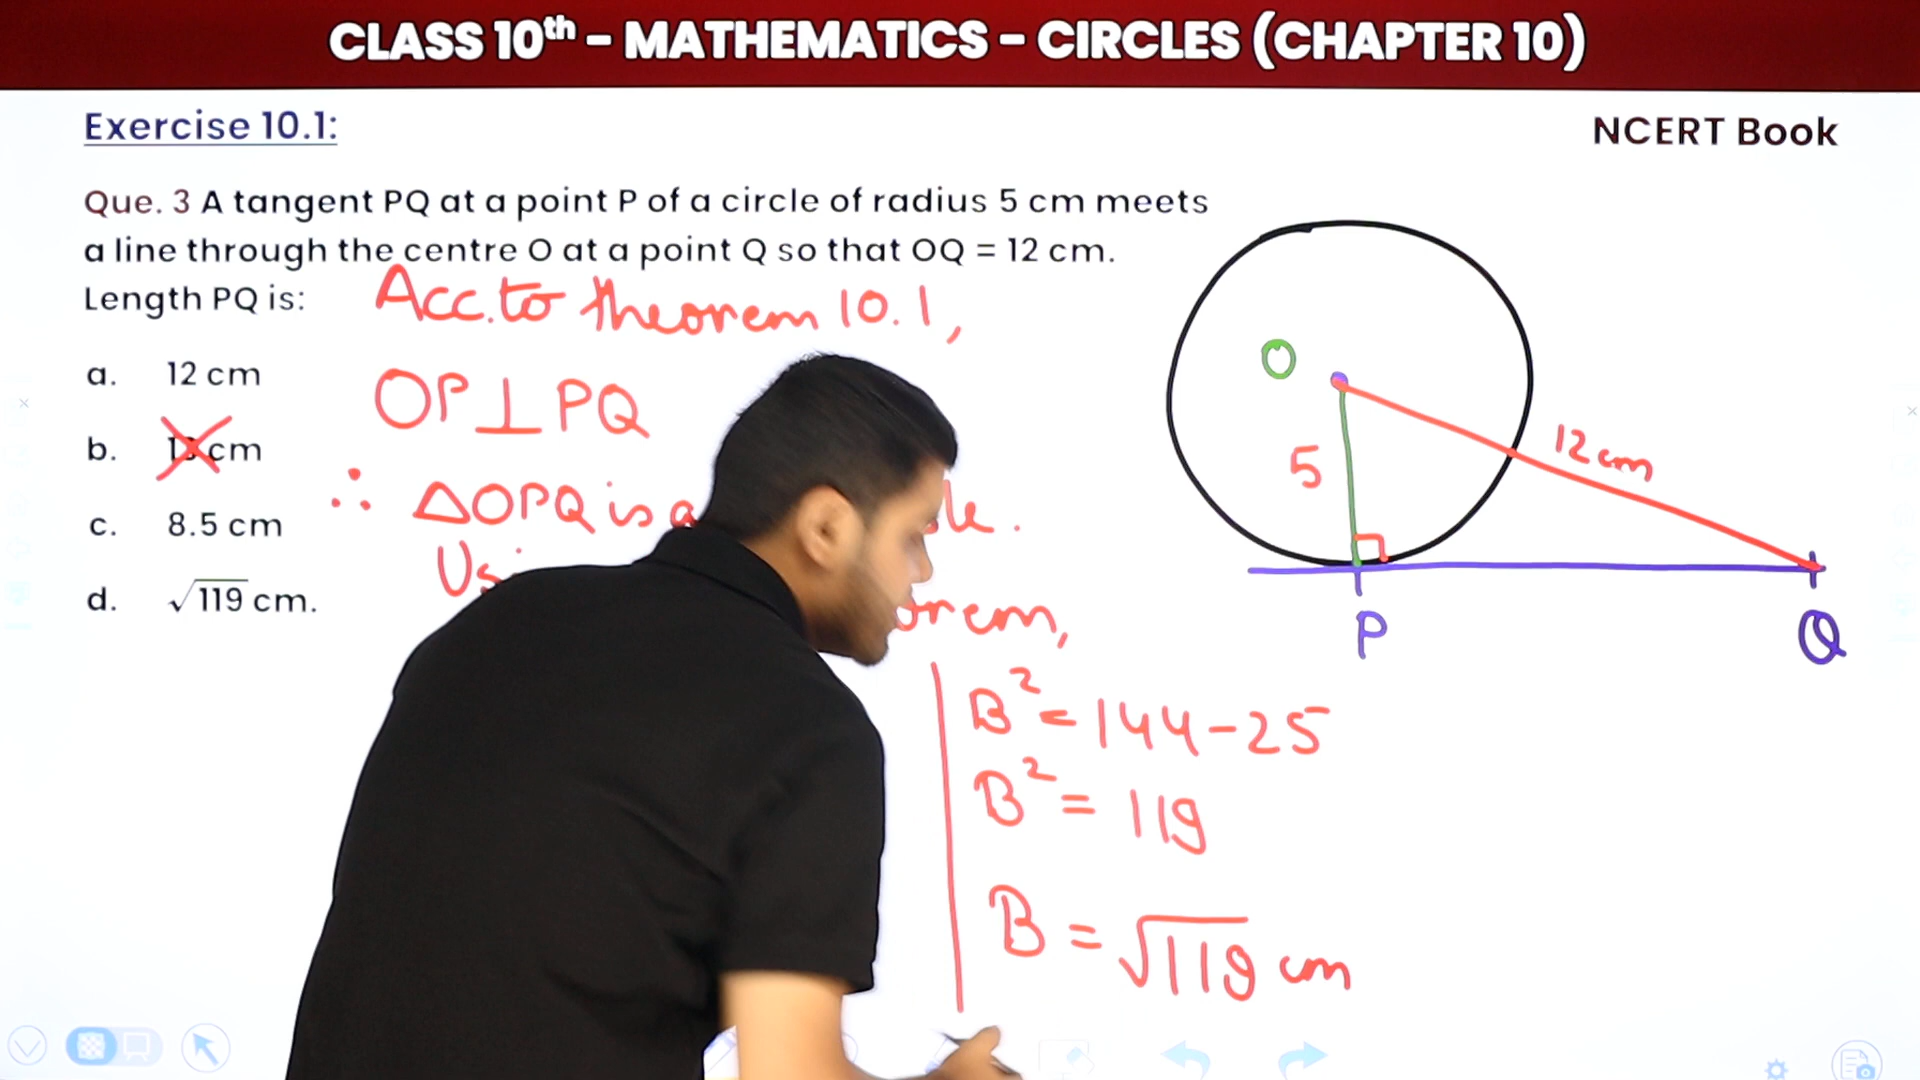 CLASS 10th - MATHEMATICS - CIRCLES (CHAPTER 10)
Exercise 10.1:
NCERT Book
Que. 3 A tangent PQ at a point P of a circle of radius 5 cm meets
a line through the centre O at a point Q so that OQ = 12 cm.
Length PQ is:
Acc. to theorem 10.1,
a. 12 cm
OP ⊥ PQ
b. 13 cm
∴ △OPQ is a
c. 8.5 cm
d. √119 cm.
O
5
12 cm
P
Q
B² = 144 - 25
B² = 119
B = √119 cm